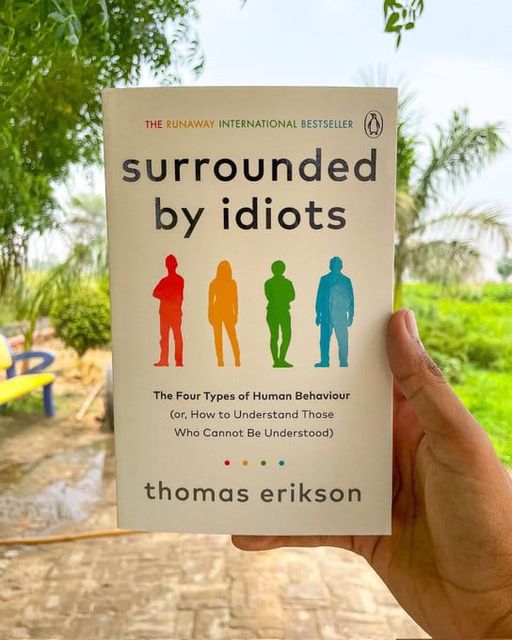 THE RUNAWAY INTERNATIONAL BESTSELLER
surrounded
by idiots
The Four Types of Human Behaviour
(or, How to Understand Those
Who Cannot Be Understood)
thomas erikson